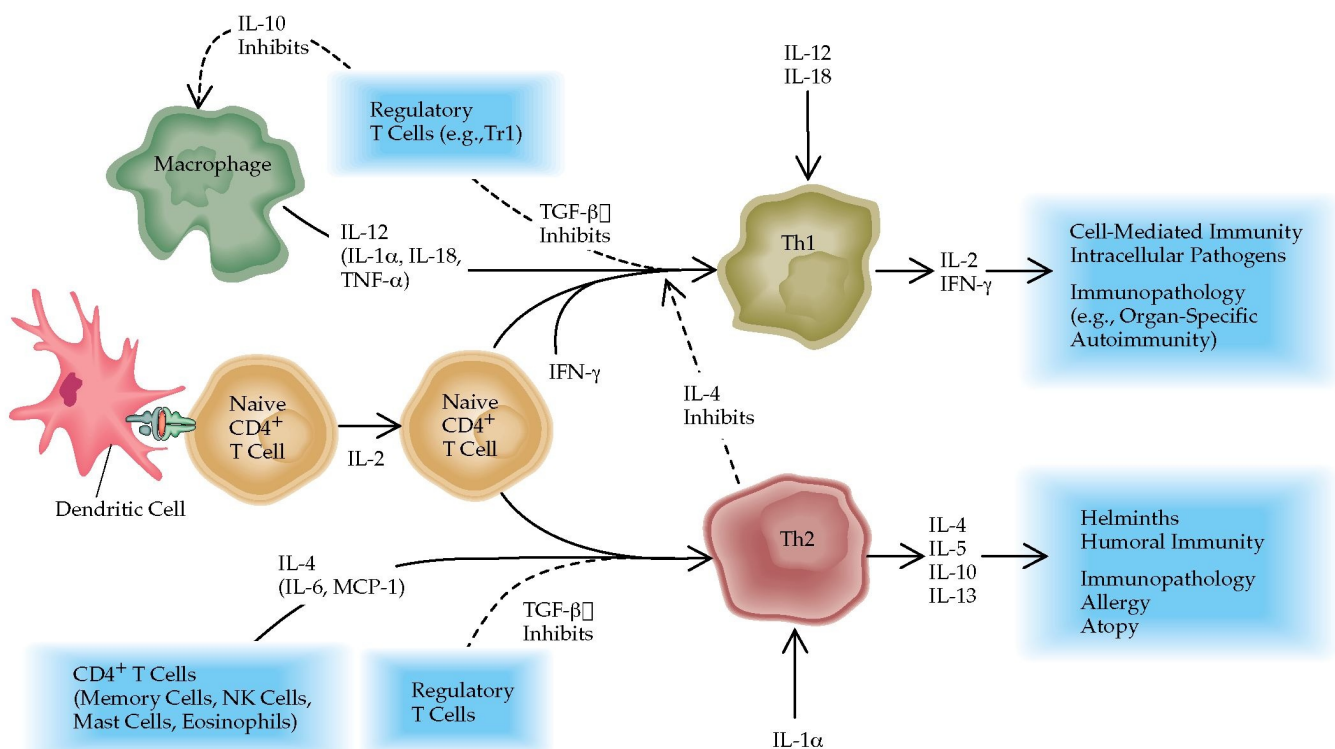 IL-10
Inhibits
Regulatory
T Cells (e.g.,Tr1)
Macrophage
IL-12
IL-18
TGF-β□
Inhibits
IL-12
(IL-1α, IL-18,
TNF-α)
Th1
IL-2
IFN-γ
Cell-Mediated Immunity
Intracellular Pathogens
Immunopathology
(e.g., Organ-Specific
Autoimmunity)
IFN-γ
Naive
CD4+
T Cell
IL-2
Naive
CD4+
T Cell
IL-4
Inhibits
Dendritic Cell
IL-4
(IL-6, MCP-1)
TGF-β□
Inhibits
Th2
IL-4
IL-5
IL-10
IL-13
Helminths
Humoral Immunity
Immunopathology
Allergy
Atopy
CD4+ T Cells
(Memory Cells, NK Cells,
Mast Cells, Eosinophils)
Regulatory
T Cells
IL-1α